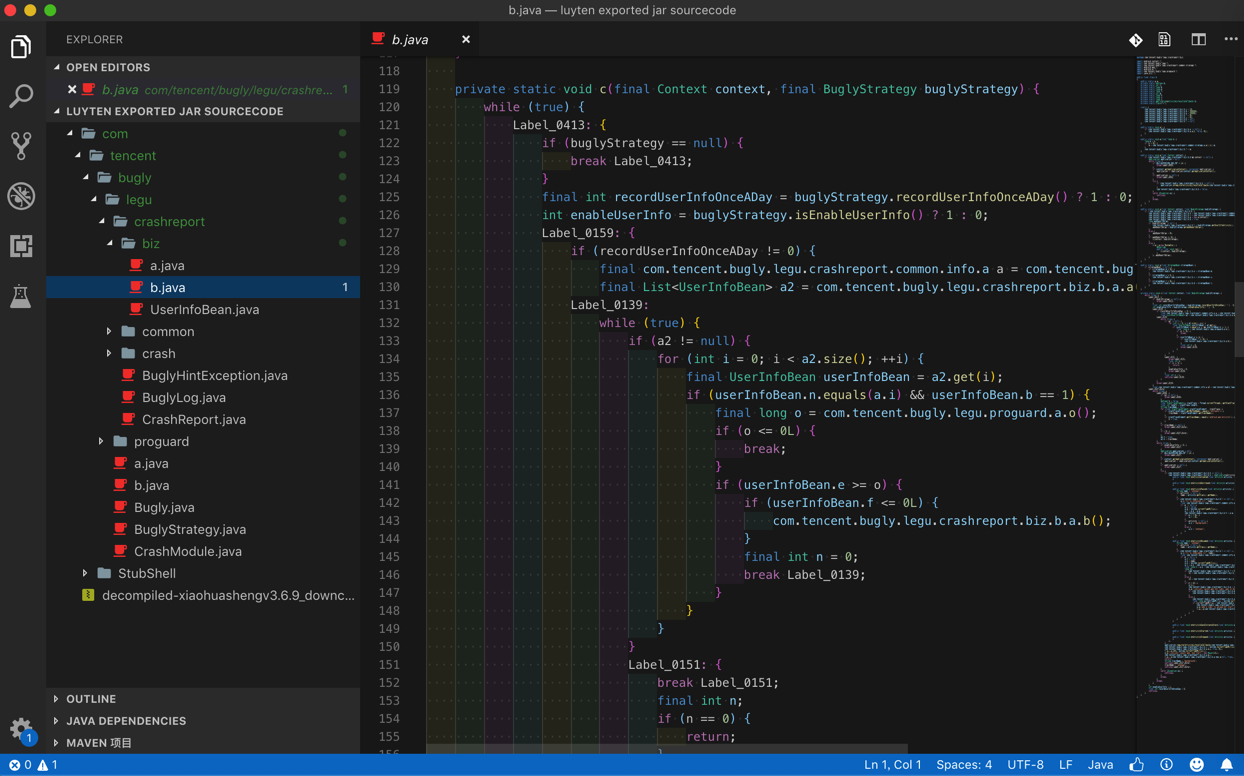 b.java — luyten exported jar sourcecode
EXPLORER
OPEN EDITORS
b.java com/tencent/bugly/legu/crashre... 1
LUYTEN EXPORTED JAR SOURCECODE
com
tencent
bugly
legu
crashreport
biz
a.java
b.java 1
UserInfoBean.java
common
crash
BuglyHintException.java
BuglyLog.java
CrashReport.java
proguard
a.java
b.java
Bugly.java
BuglyStrategy.java
CrashModule.java
StubShell
decompiled-xiaohuashengv3.6.9_downc...
OUTLINE
JAVA DEPENDENCIES
MAVEN 项目
1
b.java
118
119 private static void c(final Context context, final BuglyStrategy buglyStrategy) {
120 while (true) {
121 Label_0413: {
122 if (buglyStrategy == null) {
123 break Label_0413;
124 }
125 final int recordUserInfoOnceADay = buglyStrategy.recordUserInfoOnceADay() ? 1 : 0;
126 int enableUserInfo = buglyStrategy.isEnableUserInfo() ? 1 : 0;
127 Label_0159: {
128 if (recordUserInfoOnceADay != 0) {
129 final com.tencent.bugly.legu.crashreport.common.info.a a = com.tencent.bug
130 final List<UserInfoBean> a2 = com.tencent.bugly.legu.crashreport.biz.b.a.a(
131 Label_0139:
132 while (true) {
133 if (a2 != null) {
134 for (int i = 0; i < a2.size(); ++i) {
135 final UserInfoBean userInfoBean = a2.get(i);
136 if (userInfoBean.n.equals(a.i) && userInfoBean.b == 1) {
137 final long o = com.tencent.bugly.legu.proguard.a.o();
138 if (o <= 0L) {
139 break;
140 }
141 if (userInfoBean.e >= o) {
142 if (userInfoBean.f <= 0L) {
143 com.tencent.bugly.legu.crashreport.biz.b.a.b();
144 }
145 final int n = 0;
146 break Label_0139;
147 }
148 }
149 }
150 }
151 Label_0151: {
152 break Label_0151;
153 final int n;
154 if (n == 0) {
155 return;
156 }
0 1
Ln 1, Col 1 Spaces: 4 UTF-8 LF Java